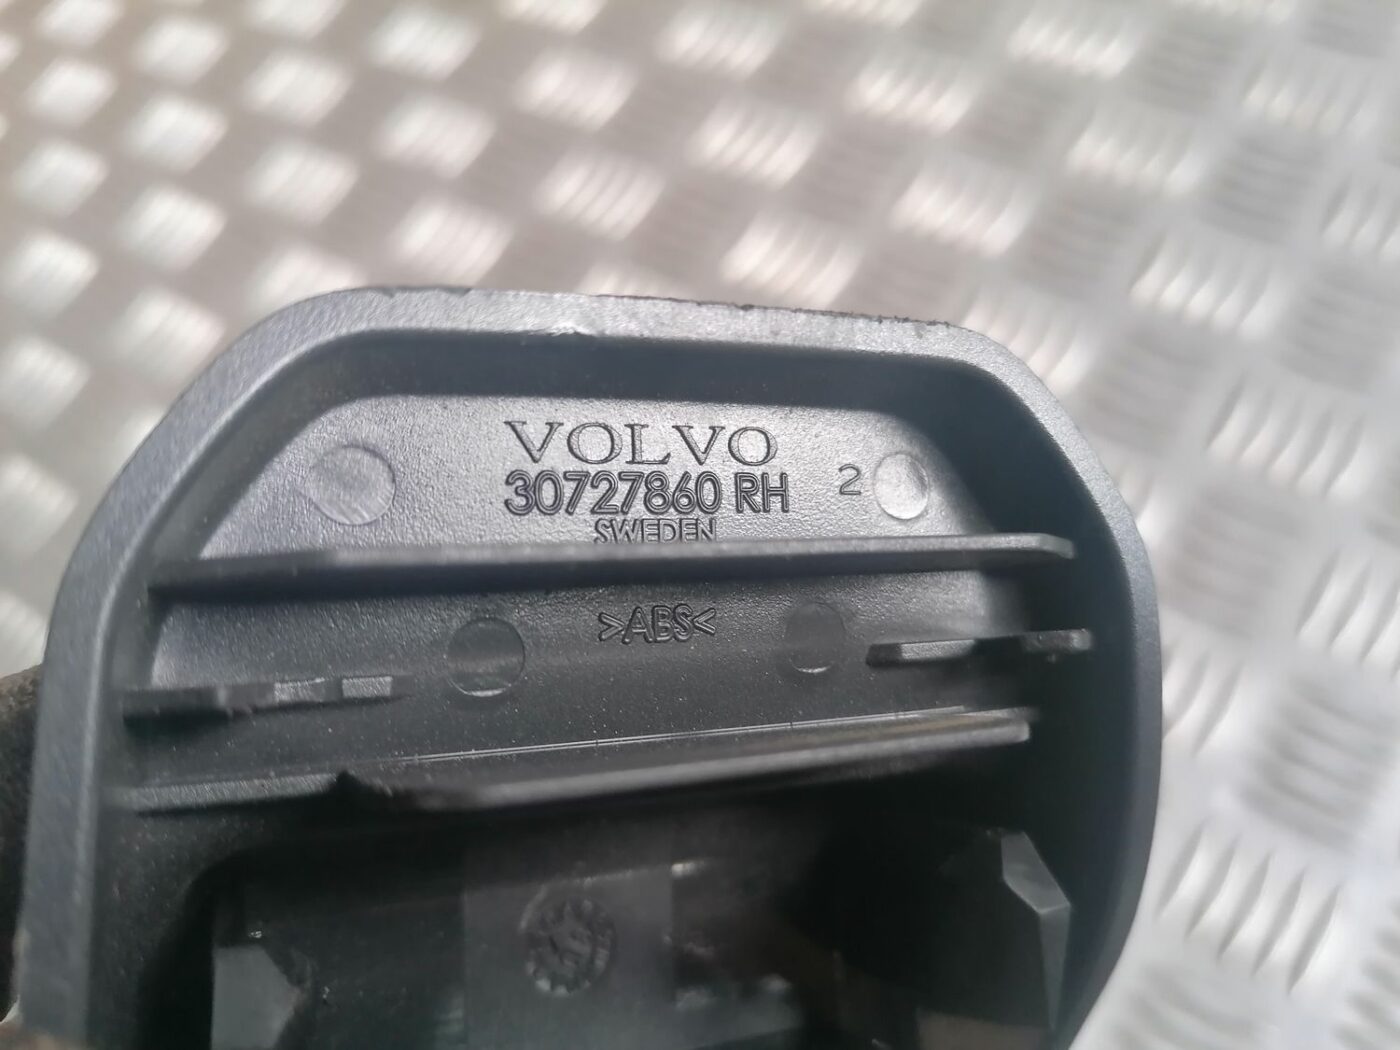 VOLVO
30727860 RH 2
SWEDEN
>ABS<